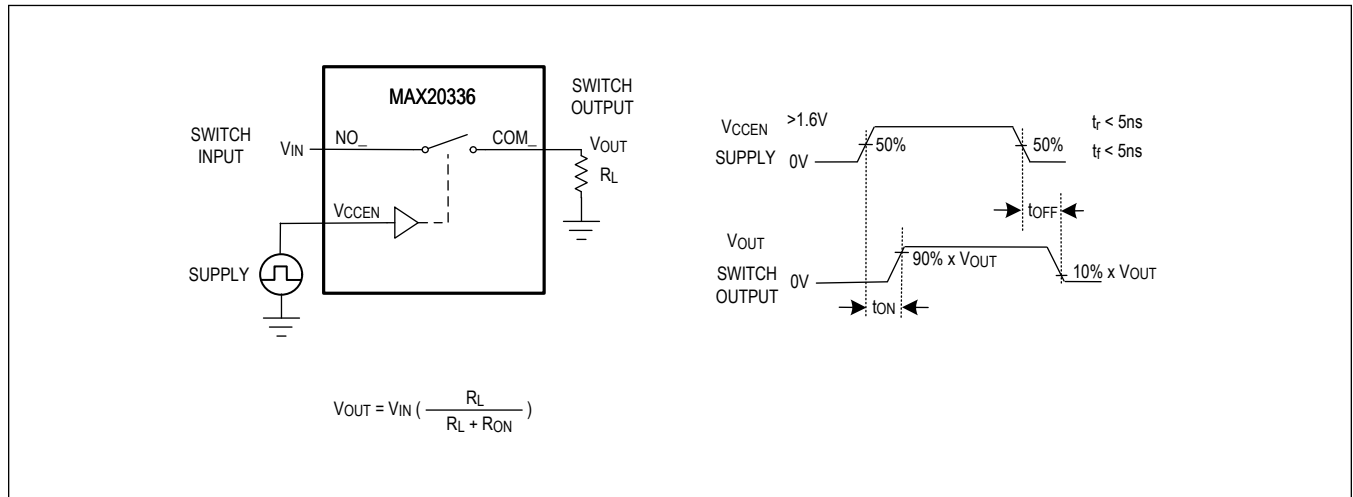 MAX20336
SWITCH
INPUT
VIN
NO_
COM_
SWITCH
OUTPUT
VOUT
RL
VCCEN
SUPPLY
VOUT = VIN ( RL / RL + RON )
VCCEN >1.6V
SUPPLY 0V
50%
50%
tr < 5ns
tf < 5ns
tOFF
VOUT
SWITCH
OUTPUT
0V
90% x VOUT
10% x VOUT
tON